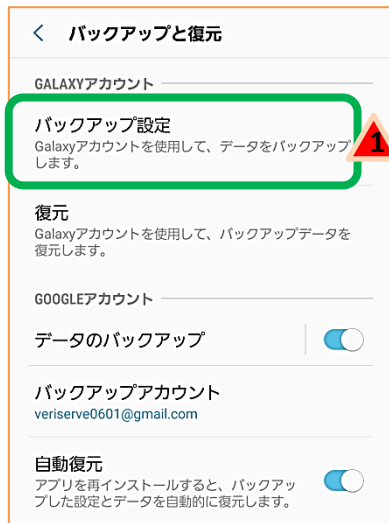 バックアップと復元
GALAXYアカウント
バックアップ設定
Galaxyアカウントを使用して、データをバックアップ
します。
1
復元
Galaxyアカウントを使用して、バックアップデータを
復元します。
GOOGLEアカウント
データのバックアップ
バックアップアカウント
veriserve0601@gmail.com
自動復元
アプリを再インストールすると、バックアッ
プした設定とデータを自動的に復元します。